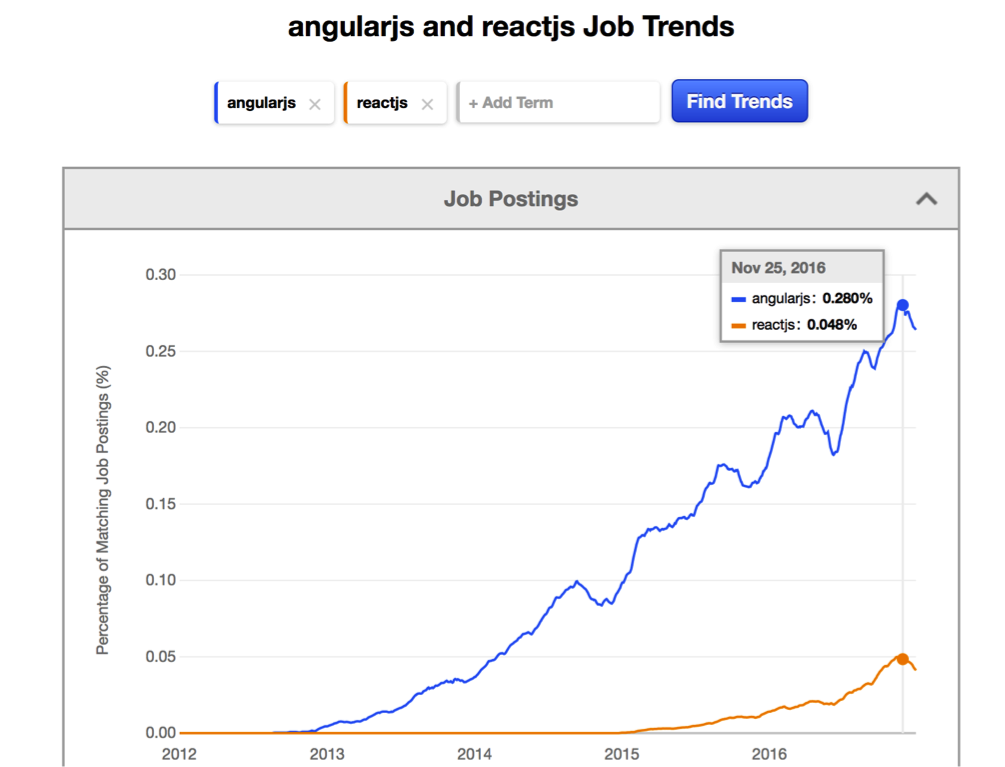 angularjs and reactjs Job Trends
angularjs ×
reactjs ×
+ Add Term
Find Trends
Job Postings
Nov 25, 2016
angularjs: 0.280%
reactjs: 0.048%
Percentage of Matching Job Postings (%)
0.30
0.25
0.20
0.15
0.10
0.05
0.00
2012 2013 2014 2015 2016